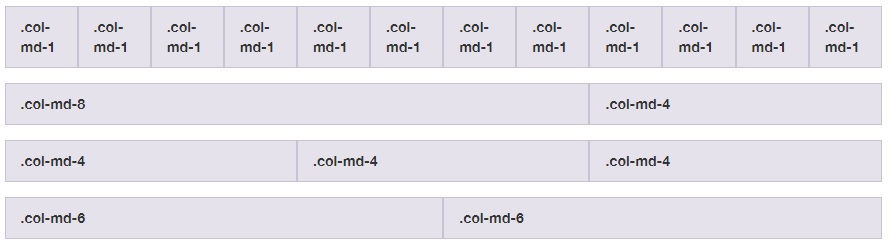 .col- .col- .col- .col- .col- .col- .col- .col- .col- .col- .col- .col-
md-1 md-1 md-1 md-1 md-1 md-1 md-1 md-1 md-1 md-1 md-1 md-1
.col-md-8 .col-md-4
.col-md-4 .col-md-4 .col-md-4
.col-md-6 .col-md-6